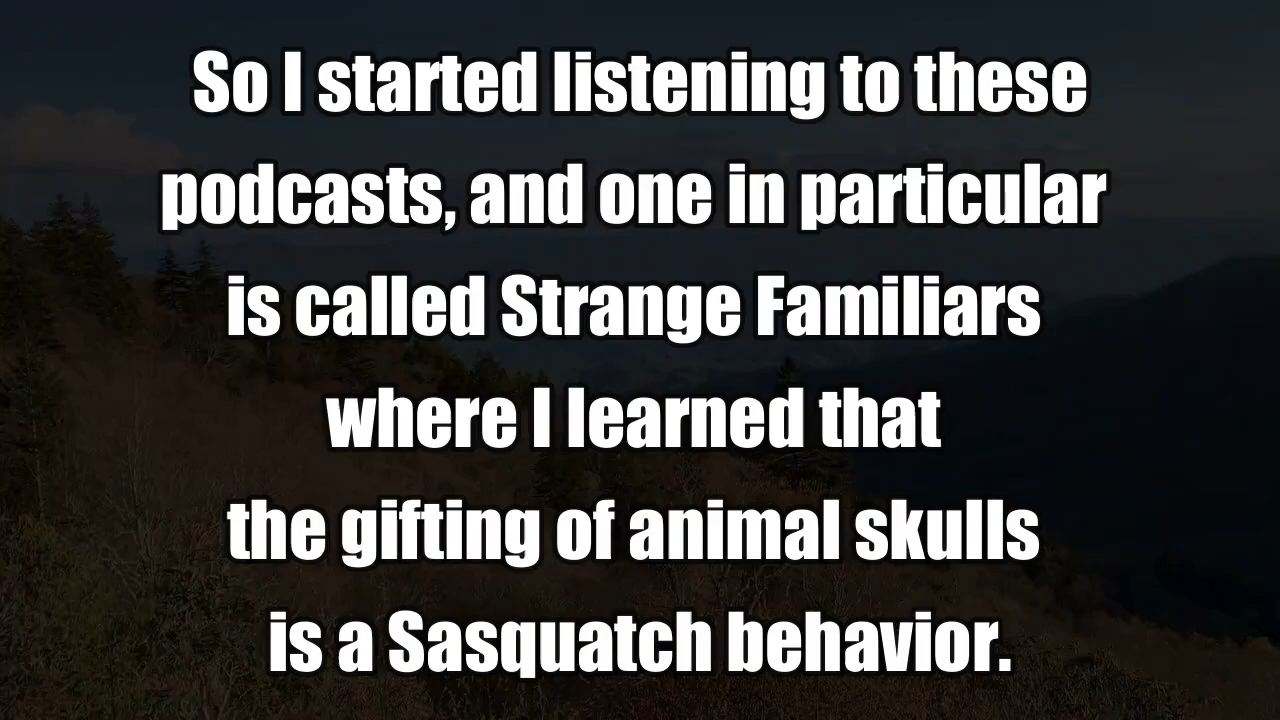 So I started listening to these
podcasts, and one in particular
is called Strange Familiars
where I learned that
the gifting of animal skulls
is a Sasquatch behavior.